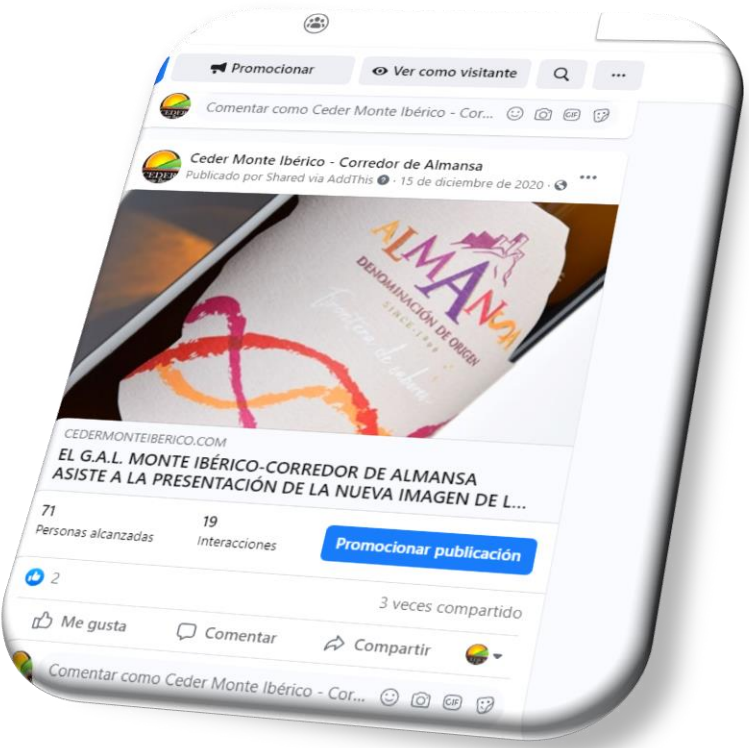 Promocionar
Ver como visitante
Comentar como Ceder Monte Ibérico - Cor...
GIF
Ceder Monte Ibérico - Corredor de Almansa
Publicado por Shared via AddThis · 15 de diciembre de 2020 ·
ALMANSA
DENOMINACIÓN DE ORIGEN
CEDERMONTEIBERICO.COM
EL G.A.L. MONTE IBÉRICO-CORREDOR DE ALMANSA
ASISTE A LA PRESENTACIÓN DE LA NUEVA IMAGEN DE L...
71
Personas alcanzadas
19
Interacciones
Promocionar publicación
2
3 veces compartido
Me gusta
Comentar
Compartir
Comentar como Ceder Monte Ibérico - Cor...
GIF